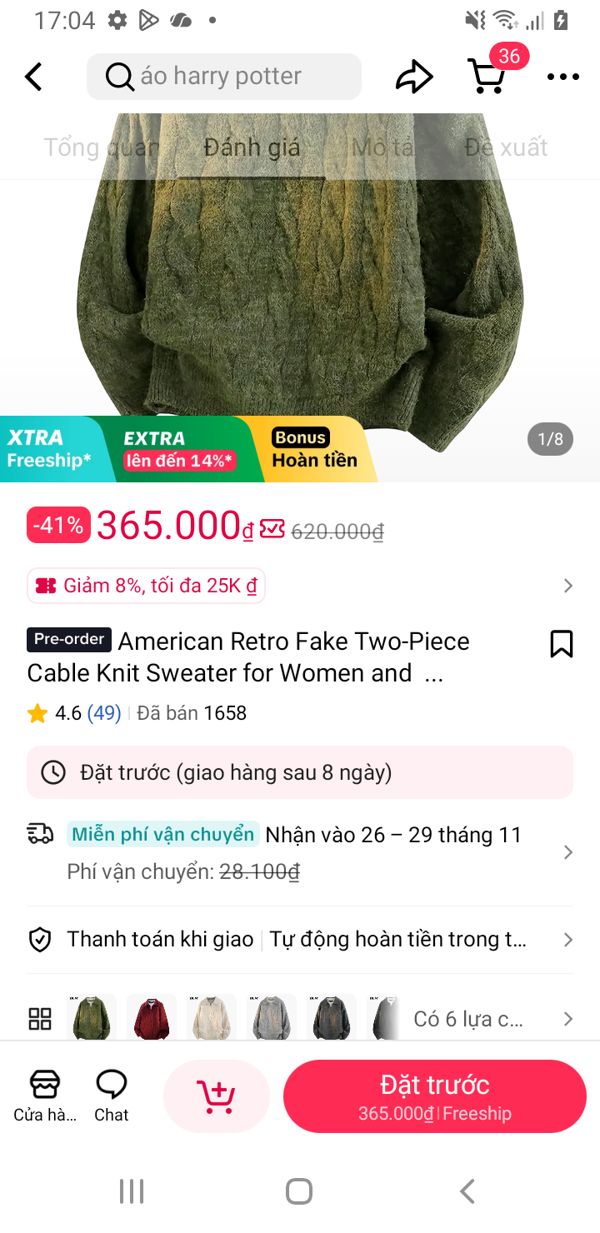 17:04
áo harry potter
36
Tổng quan Đánh giá Mô tả Đề xuất
XTRA
Freeship*
EXTRA
lên đến 14%*
Bonus
Hoàn tiền
1/8
-41% 365.000₫ 620.000₫
Giảm 8%, tối đa 25K ₫
Pre-order American Retro Fake Two-Piece
Cable Knit Sweater for Women and ...
4.6 (49) Đã bán 1658
Đặt trước (giao hàng sau 8 ngày)
Miễn phí vận chuyển Nhận vào 26 – 29 tháng 11
Phí vận chuyển: 28.100₫
Thanh toán khi giao Tự động hoàn tiền trong t...
Có 6 lựa c...
Cửa hà...
Chat
Đặt trước
365.000₫ Freeship